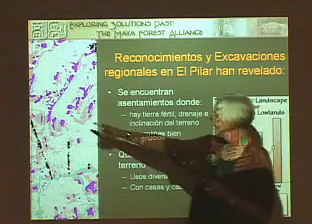 EXPLORING SOLUTIONS PAST:
THE MAYA FOREST ALLIANCE
Reconocimientos y Excavaciones
regionales en El Pilar han revelado:
• Se encuentran
asentamientos donde:
– hay tierra fértil, drenaje e
inclinación del terreno
bien
terreno
– Usos
– Con casas y
Landscape
Lowlands